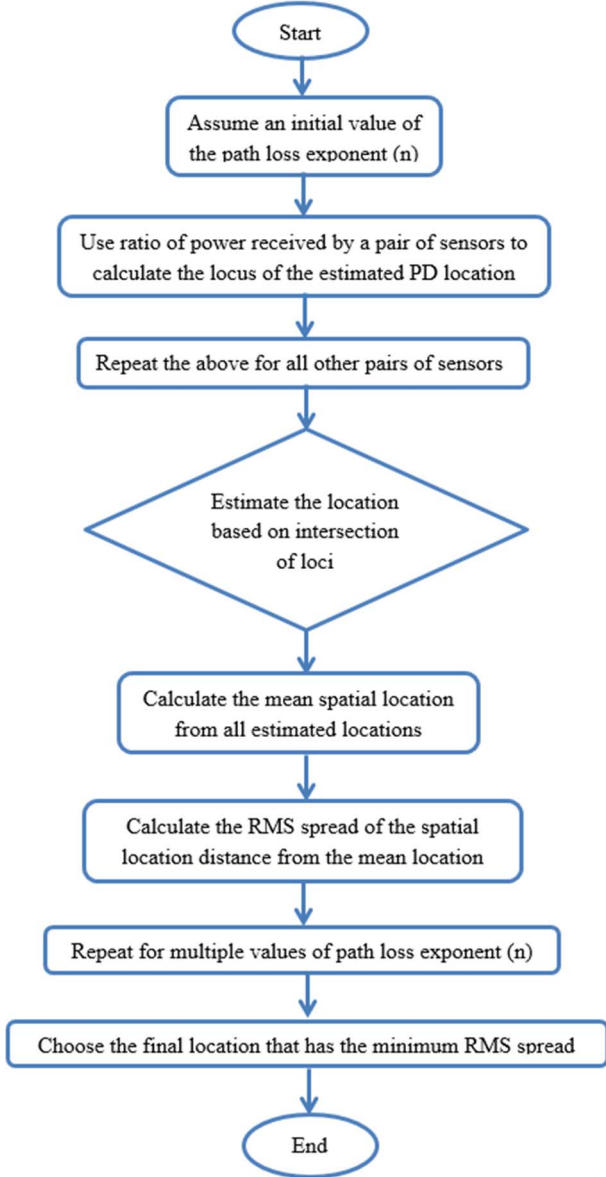 Start
Assume an initial value of
the path loss exponent (n)
Use ratio of power received by a pair of sensors to
calculate the locus of the estimated PD location
Repeat the above for all other pairs of sensors
Estimate the location
based on intersection
of loci
Calculate the mean spatial location
from all estimated locations
Calculate the RMS spread of the spatial
location distance from the mean location
Repeat for multiple values of path loss exponent (n)
Choose the final location that has the minimum RMS spread
End